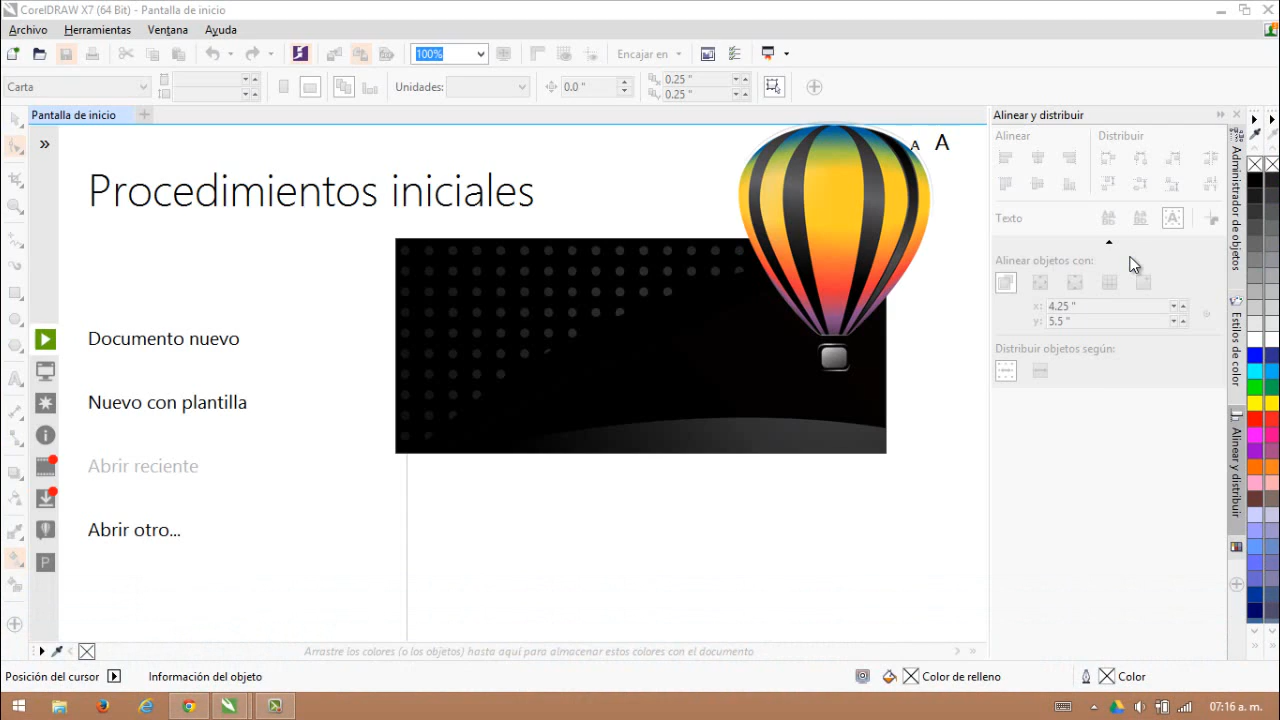 CorelDRAW X7 (64 Bit) - Pantalla de inicio
Archivo Herramientas Ventana Ayuda
100% Encajar en
Carta Unidades: 0.0 " 0.25 "
0.25 "
Pantalla de inicio
Alinear y distribuir
Alinear Distribuir
A A
Procedimientos iniciales
Texto
Alinear objetos con:
x: 4.25 "
y: 5.5 "
Distribuir objetos según:
Documento nuevo
Nuevo con plantilla
Abrir reciente
Abrir otro...
P
Administrador de objetos
Estilos de color
Alinear y distribuir
Arrastre los colores (o los objetos) hasta aquí para almacenar estos colores con el documento
Posición del cursor Información del objeto Color de relleno Color
07:16 a. m.